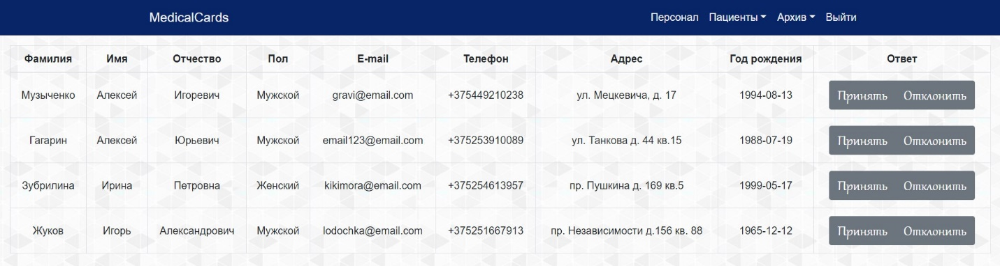 MedicalCards Персонал Пациенты Архив Выйти
Фамилия Имя Отчество Пол E-mail Телефон Адрес Год рождения Ответ
Музыченко Алексей Игоревич Мужской gravi@email.com +375449210238 ул. Мецкевича, д. 17 1994-08-13 Принять Отклонить
Гагарин Алексей Юрьевич Мужской email123@email.com +375253910089 ул. Танкова д. 44 кв.15 1988-07-19 Принять Отклонить
Зубрилина Ирина Петровна Женский kikimora@email.com +375254613957 пр. Пушкина д. 169 кв.5 1999-05-17 Принять Отклонить
Жуков Игорь Александрович Мужской lodochka@email.com +375251667913 пр. Независимости д.156 кв. 88 1965-12-12 Принять Отклонить